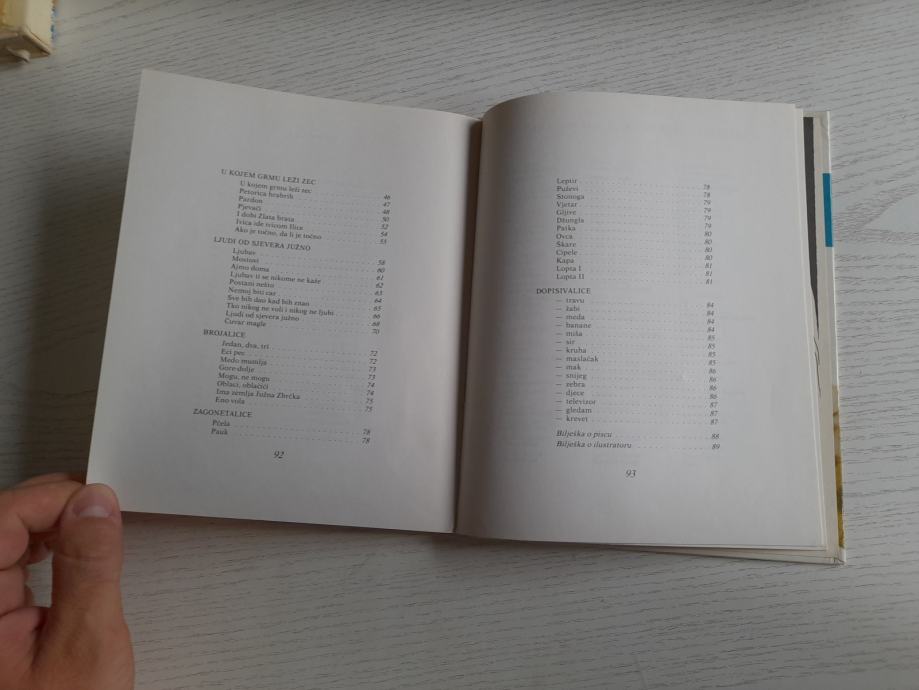 U KOJEM GRMU LEŽI ZEC
U kojem grmu leži zec 46
Petorica hrabrih 47
Pardon 48
Pjevači 50
I dobi Zlata brata 52
Ivica ide ivicom Ilice 54
Ako je točno, da li je točno 55
LJUDI OD SJEVERA JUŽNO
Ljubav 58
Mostovi 60
Ajmo doma 61
Ljubav ti se nikome ne kaže 62
Postani nešto 63
Nemoj biti car 64
Sve bih dao kad bih znao 65
Tko nikog ne voli i nikog ne ljubi 66
Ljudi od sjevera južno 68
Čuvar magle 70
BROJALICE
Jedan, dva, tri 72
Eci pec 72
Medo mumlja 73
Gore-dolje 73
Mogu, ne mogu 74
Oblaci, oblačići 74
Ima zemlja Južna Zbrčka 75
Eno vola 75
ZAGONETALICE
Pčela 78
Pauk 78
92
Leptir 78
Puževi 78
Stonoga 79
Vjetar 79
Gljive 79
Džungla 79
Patka 80
Ovca 80
Škare 80
Cipele 80
Kapa 81
Lopta I 81
Lopta II 81
DOPISIVALICE
— travu 84
— žabi 84
— meda 84
— banane 84
— miša 85
— sir 85
— kruha 85
— maslačak 85
— mak 86
— snijeg 86
— zebra 86
— djece 86
— televizor 87
— gledam 87
— krevet 87
Bilješka o piscu 88
Bilješka o ilustratoru 89
93